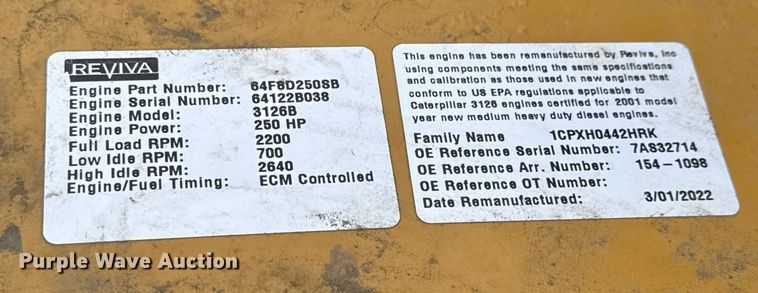 REVIVA
Engine Part Number: 64F6D250SB
Engine Serial Number: 64122B038
Engine Model: 3126B
Engine Power: 250 HP
Full Load RPM: 2200
Low Idle RPM: 700
High Idle RPM: 2640
Engine/Fuel Timing: ECM Controlled
This engine has been remanufactured by Reviva, Inc
using components meeting the same specifications
and calibration as those used in new engines that
conform to US EPA regulations applicable to
Caterpillar 3126 engines certified for 2001 model
year new medium heavy duty diesel engines.
Family Name 1CPXH0442HRK
OE Reference Serial Number: 7AS32714
OE Reference Arr. Number: 154-1098
OE Reference OT Number:
Date Remanufactured: 3/01/2022
Purple Wave Auction